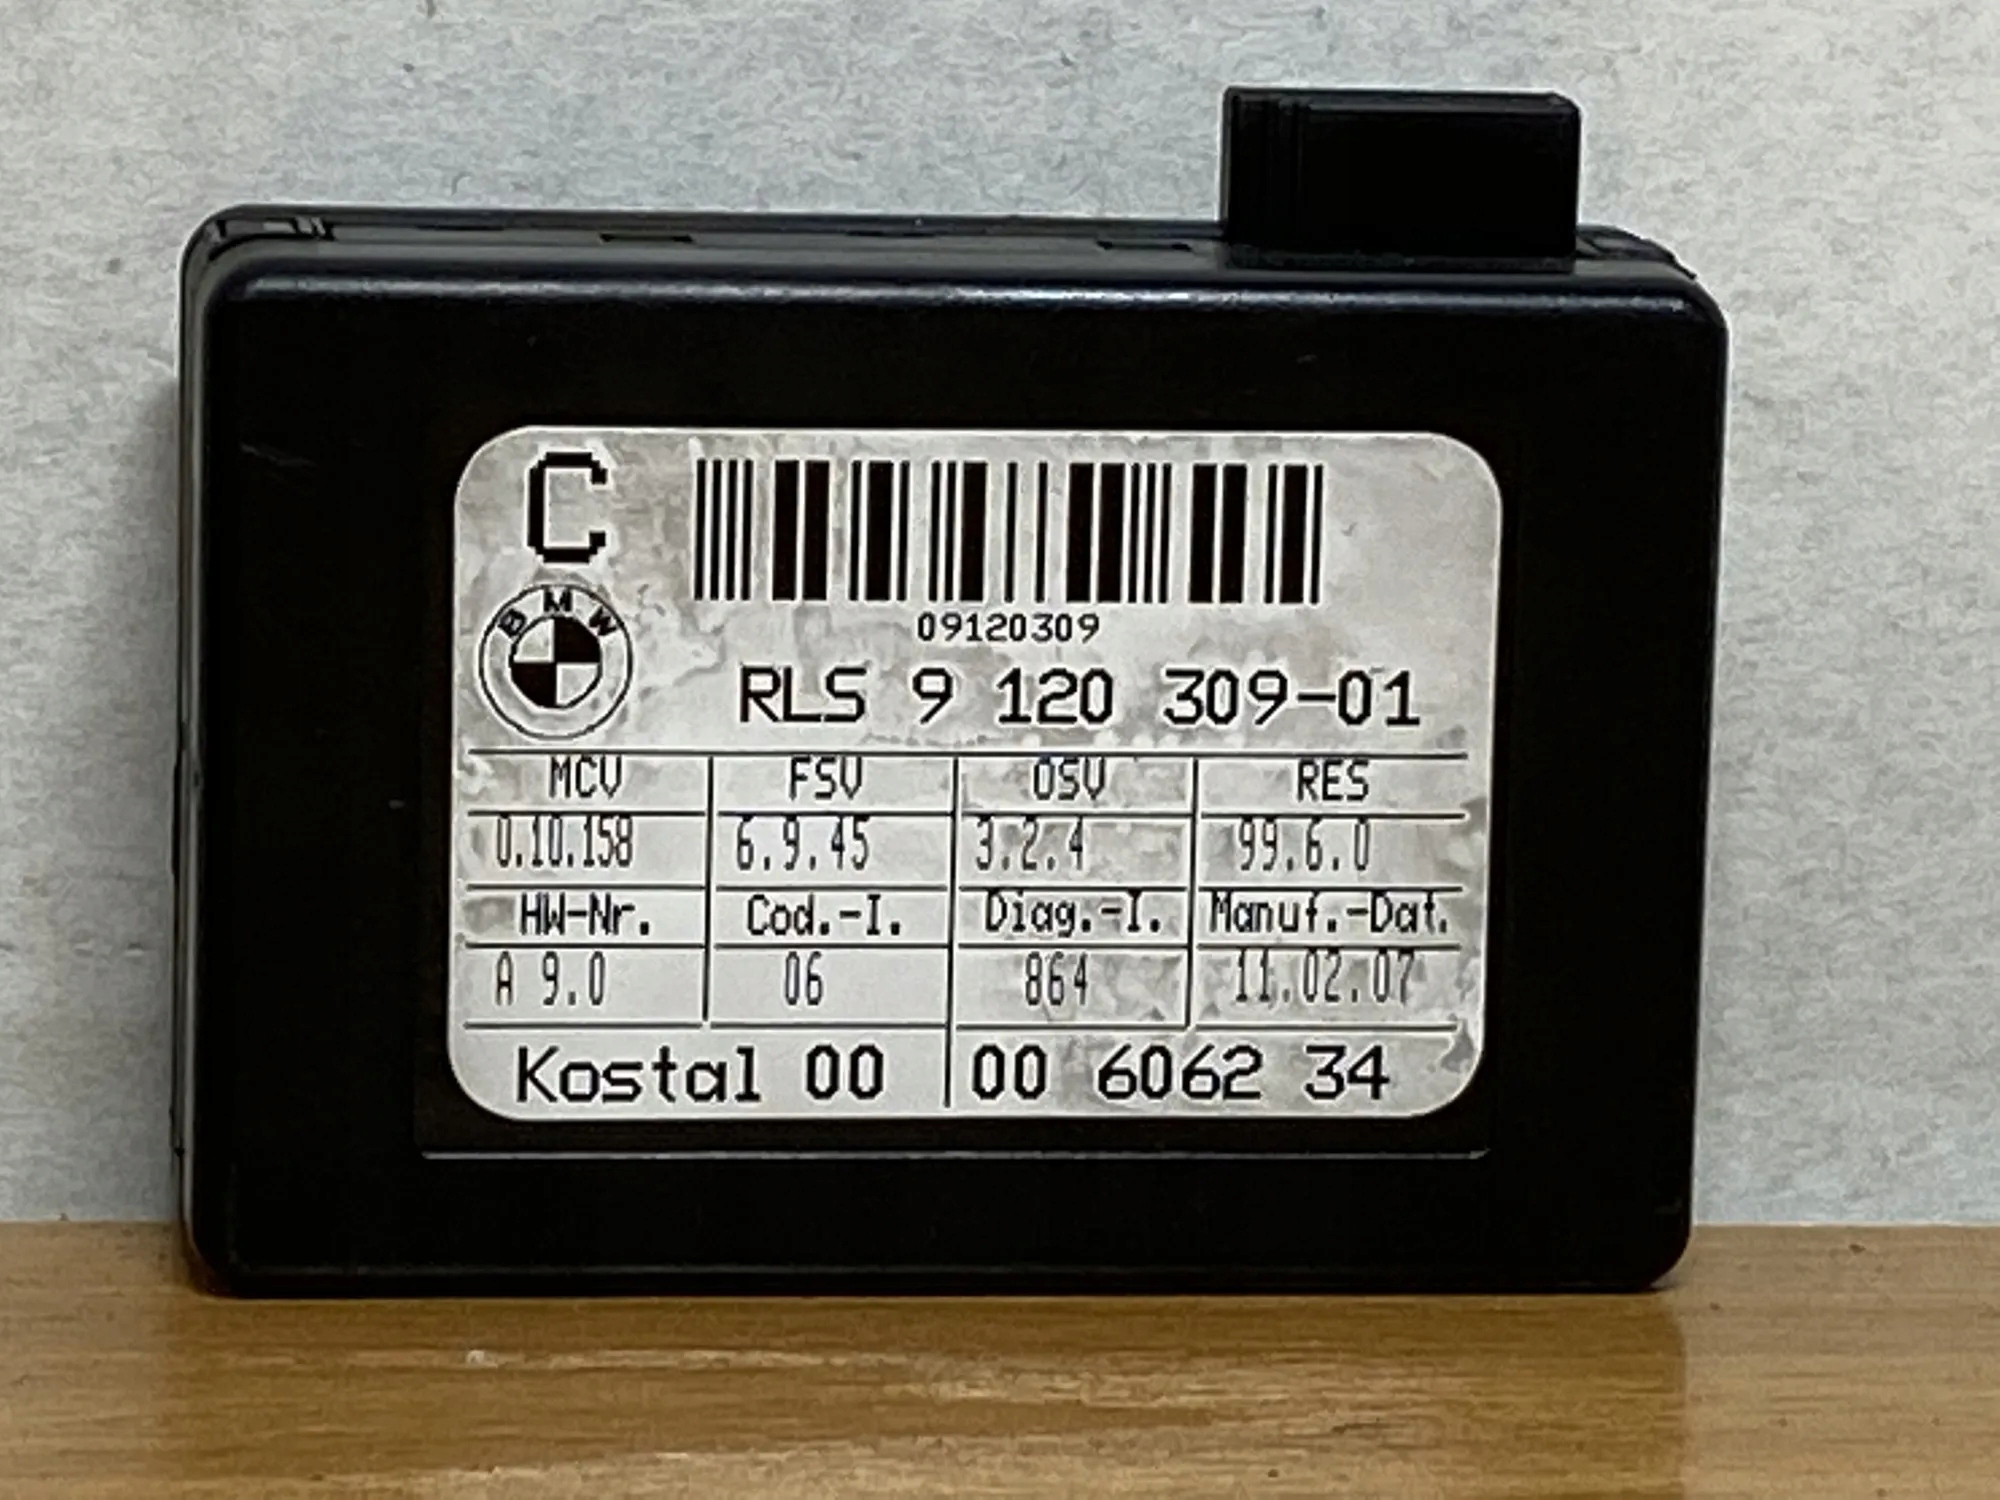 C
BMW
09120309
RLS 9 120 309-01
MCV FSV OSV RES
0.10.158 6.9.45 3.2.4 99.6.0
HW-Nr. Cod.-I. Diag.-I. Manuf.-Dat.
A 9.0 06 864 11.02.07
Kostal 00 00 6062 34